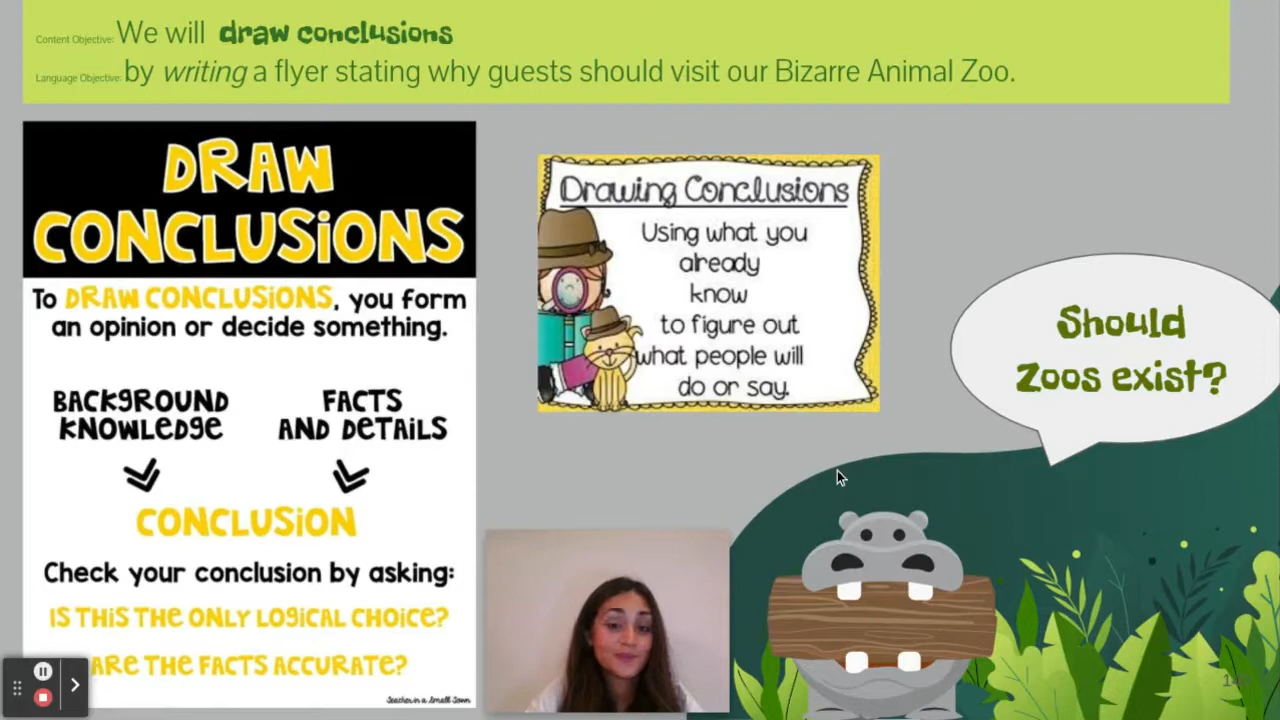 Content Objective: We will draw conclusions
Language Objective: by writing a flyer stating why guests should visit our Bizarre Animal Zoo.
DRAW
CONCLUSIONS
To DRAW CONCLUSIONS, you form
an opinion or decide something.
BACKGROUND
KNOWLEDGE
FACTS
AND DETAILS
CONCLUSION
Check your conclusion by asking:
IS THIS THE ONLY LOGICAL CHOICE?
ARE THE FACTS ACCURATE?
Teacher in a Small Town
Drawing Conclusions
Using what you
already
know
to figure out
what people will
do or say.
Should
Zoos exist?